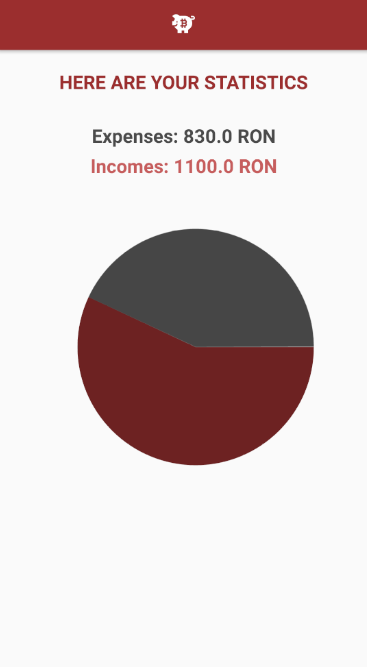 HERE ARE YOUR STATISTICS
Expenses: 830.0 RON
Incomes: 1100.0 RON